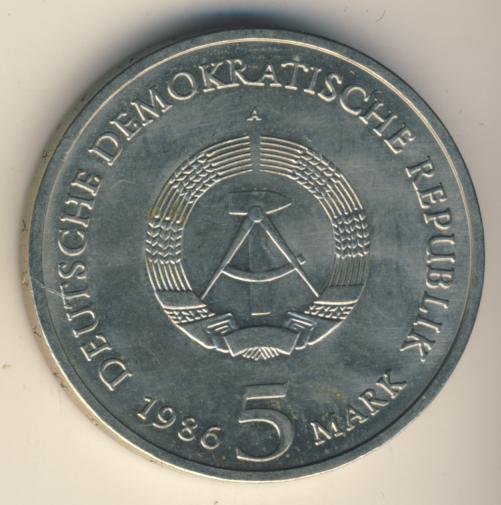 DEUTSCHE DEMOKRATISCHE REPUBLIK
A
1986 5 MARK